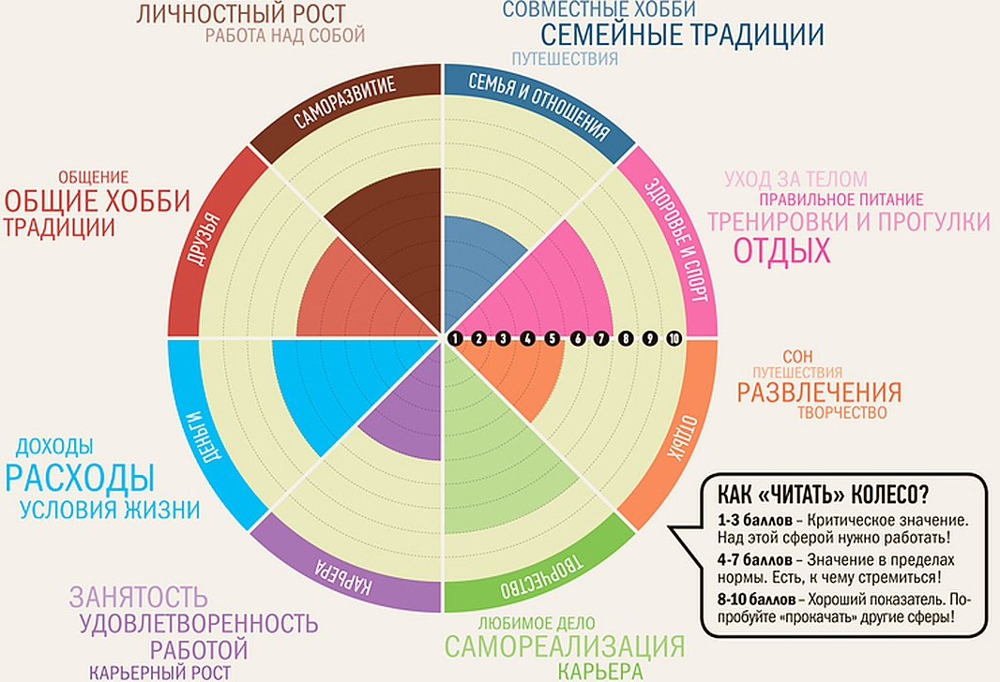 ЛИЧНОСТНЫЙ РОСТ
РАБОТА НАД СОБОЙ
СОВМЕСТНЫЕ ХОББИ
СЕМЕЙНЫЕ ТРАДИЦИИ
ПУТЕШЕСТВИЯ
САМОРАЗВИТИЕ
СЕМЬЯ И ОТНОШЕНИЯ
ОБЩЕНИЕ
ОБЩИЕ ХОББИ
ТРАДИЦИИ
ДРУЗЬЯ
ЗДОРОВЬЕ И СПОРТ
УХОД ЗА ТЕЛОМ
ПРАВИЛЬНОЕ ПИТАНИЕ
ТРЕНИРОВКИ И ПРОГУЛКИ
ОТДЫХ
1 2 3 4 5 6 7 8 9 10
СОН
ПУТЕШЕСТВИЯ
РАЗВЛЕЧЕНИЯ
ТВОРЧЕСТВО
ДЕНЬГИ
ОТДЫХ
ДОХОДЫ
РАСХОДЫ
УСЛОВИЯ ЖИЗНИ
КАК «ЧИТАТЬ» КОЛЕСО?
1-3 баллов – Критическое значение.
Над этой сферой нужно работать!
4-7 баллов – Значение в пределах
нормы. Есть, к чему стремиться!
8-10 баллов – Хороший показатель. По-
пробуйте «прокачать» другие сферы!
КАРЬЕРА
ТВОРЧЕСТВО
ЗАНЯТОСТЬ
УДОВЛЕТВОРЕННОСТЬ
РАБОТОЙ
КАРЬЕРНЫЙ РОСТ
ЛЮБИМОЕ ДЕЛО
САМОРЕАЛИЗАЦИЯ
КАРЬЕРА